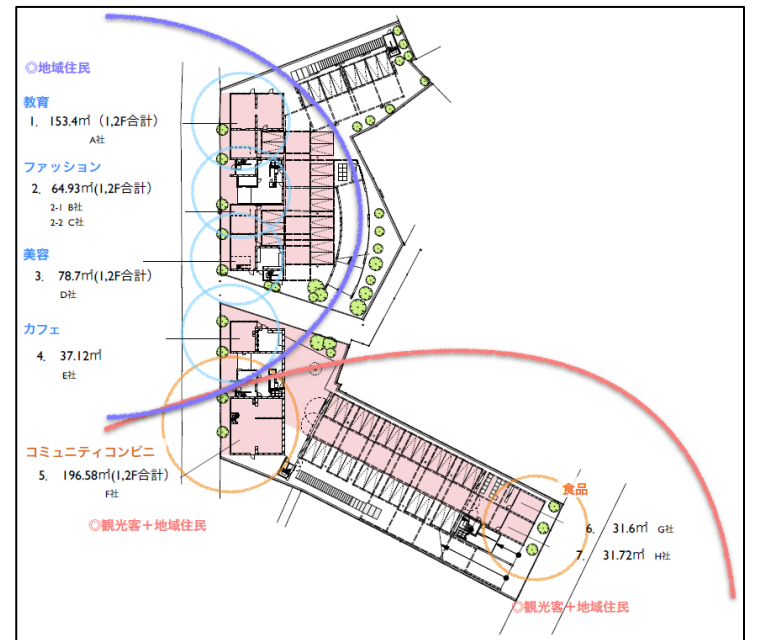 ◎地域住民
教育
1. 153.4㎡（1,2F合計）
A社
ファッション
2. 64.93㎡(1,2F合計）
2-1 B社
2-2 C社
美容
3. 78.7㎡(1,2F合計）
D社
カフェ
4. 37.12㎡
E社
コミュニティコンビニ
5. 196.58㎡(1,2F合計）
F社
◎観光客＋地域住民
食品
6. 31.6㎡ G社
7. 31.72㎡ H社
◎観光客＋地域住民